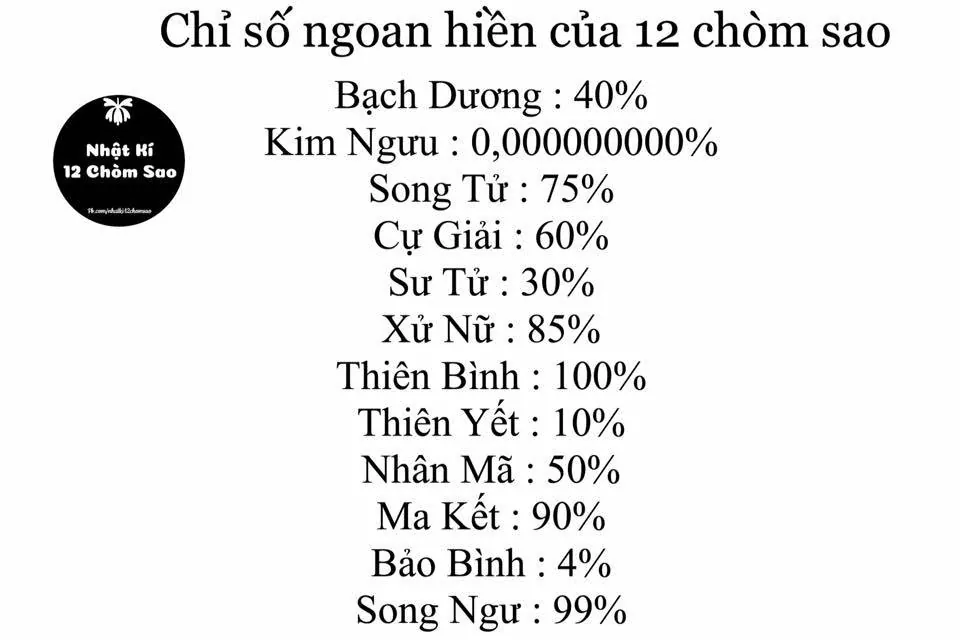 Chỉ số ngoan hiền của 12 chòm sao
Nhật Kí
12 Chòm Sao
fb.com/nhatki12chomsao
Bạch Dương : 40%
Kim Ngưu : 0,000000000%
Song Tử : 75%
Cự Giải : 60%
Sư Tử : 30%
Xử Nữ : 85%
Thiên Bình : 100%
Thiên Yết : 10%
Nhân Mã : 50%
Ma Kết : 90%
Bảo Bình : 4%
Song Ngư : 99%